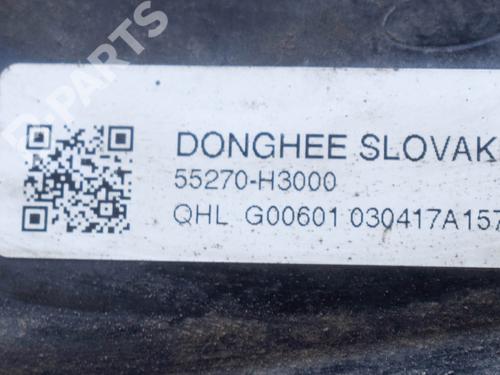 B-PARTS
DONGHEE SLOVAK
55270-H3000
QHL G00601 030417A157